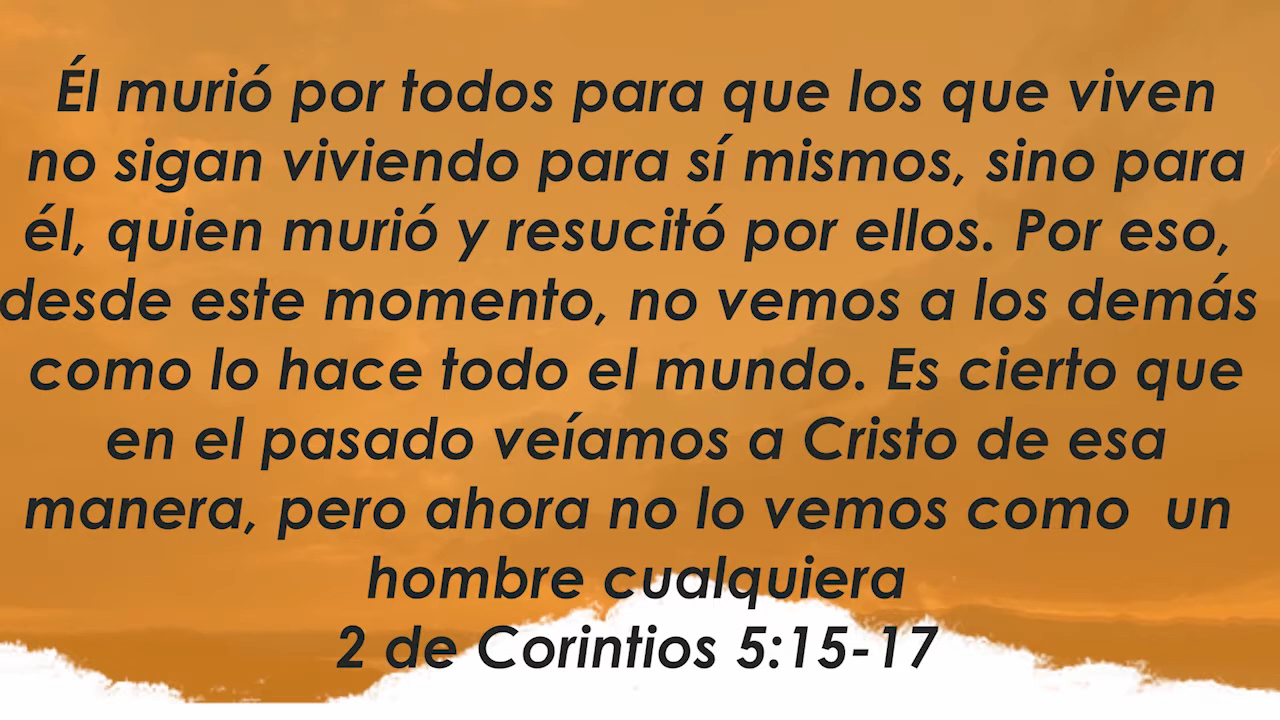 Él murió por todos para que los que viven
no sigan viviendo para sí mismos, sino para
él, quien murió y resucitó por ellos. Por eso,
desde este momento, no vemos a los demás
como lo hace todo el mundo. Es cierto que
en el pasado veíamos a Cristo de esa
manera, pero ahora no lo vemos como  un
hombre cualquiera
2 de Corintios 5:15-17